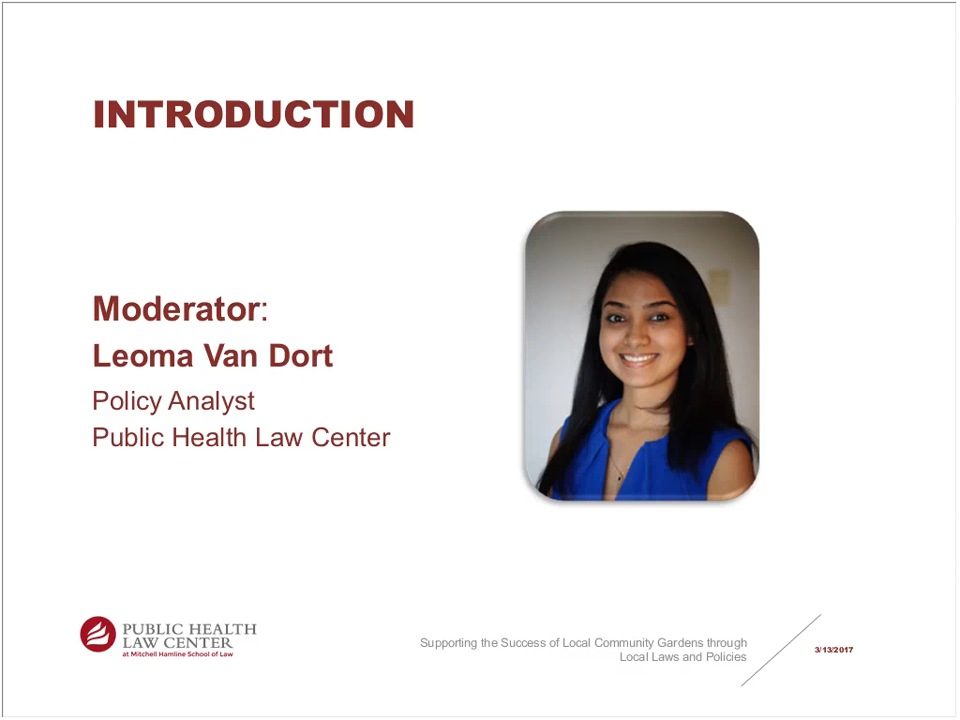 INTRODUCTION
Moderator:
Leoma Van Dort
Policy Analyst
Public Health Law Center
PUBLIC HEALTH
LAW CENTER
at Mitchell Hamline School of Law
Supporting the Success of Local Community Gardens through
Local Laws and Policies
3/13/2017